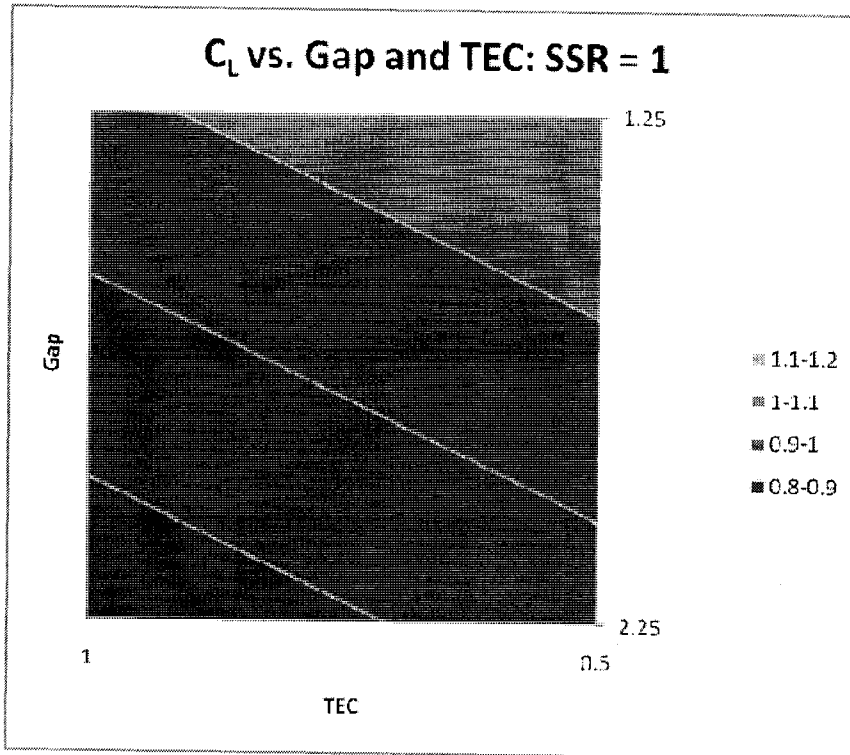 C_L vs. Gap and TEC: SSR = 1
1.25
Gap
1.1-1.2
1-1.1
0.9-1
0.8-0.9
2.25
1
0.5
TEC